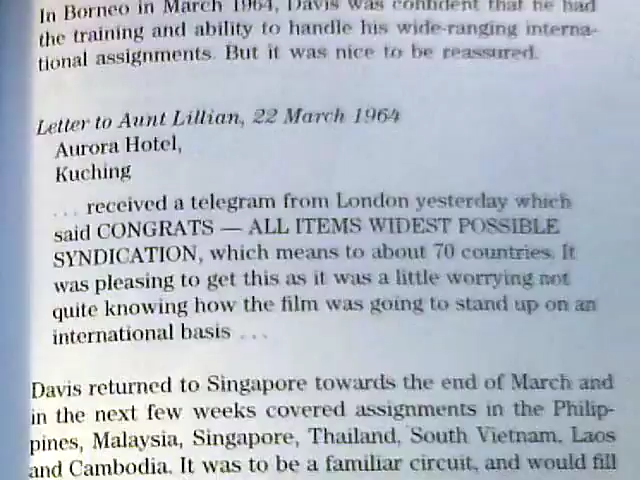 In Borneo in March 1964, Davis was confident that he had
the training and ability to handle his wide-ranging interna-
tional assignments. But it was nice to be reassured.
Letter to Aunt Lillian, 22 March 1964
Aurora Hotel,
Kuching
... received a telegram from London yesterday which
said CONGRATS — ALL ITEMS WIDEST POSSIBLE
SYNDICATION, which means to about 70 countries. It
was pleasing to get this as it was a little worrying not
quite knowing how the film was going to stand up on an
international basis ...
Davis returned to Singapore towards the end of March and
in the next few weeks covered assignments in the Philip-
pines, Malaysia, Singapore, Thailand, South Vietnam, Laos
and Cambodia. It was to be a familiar circuit, and would fill